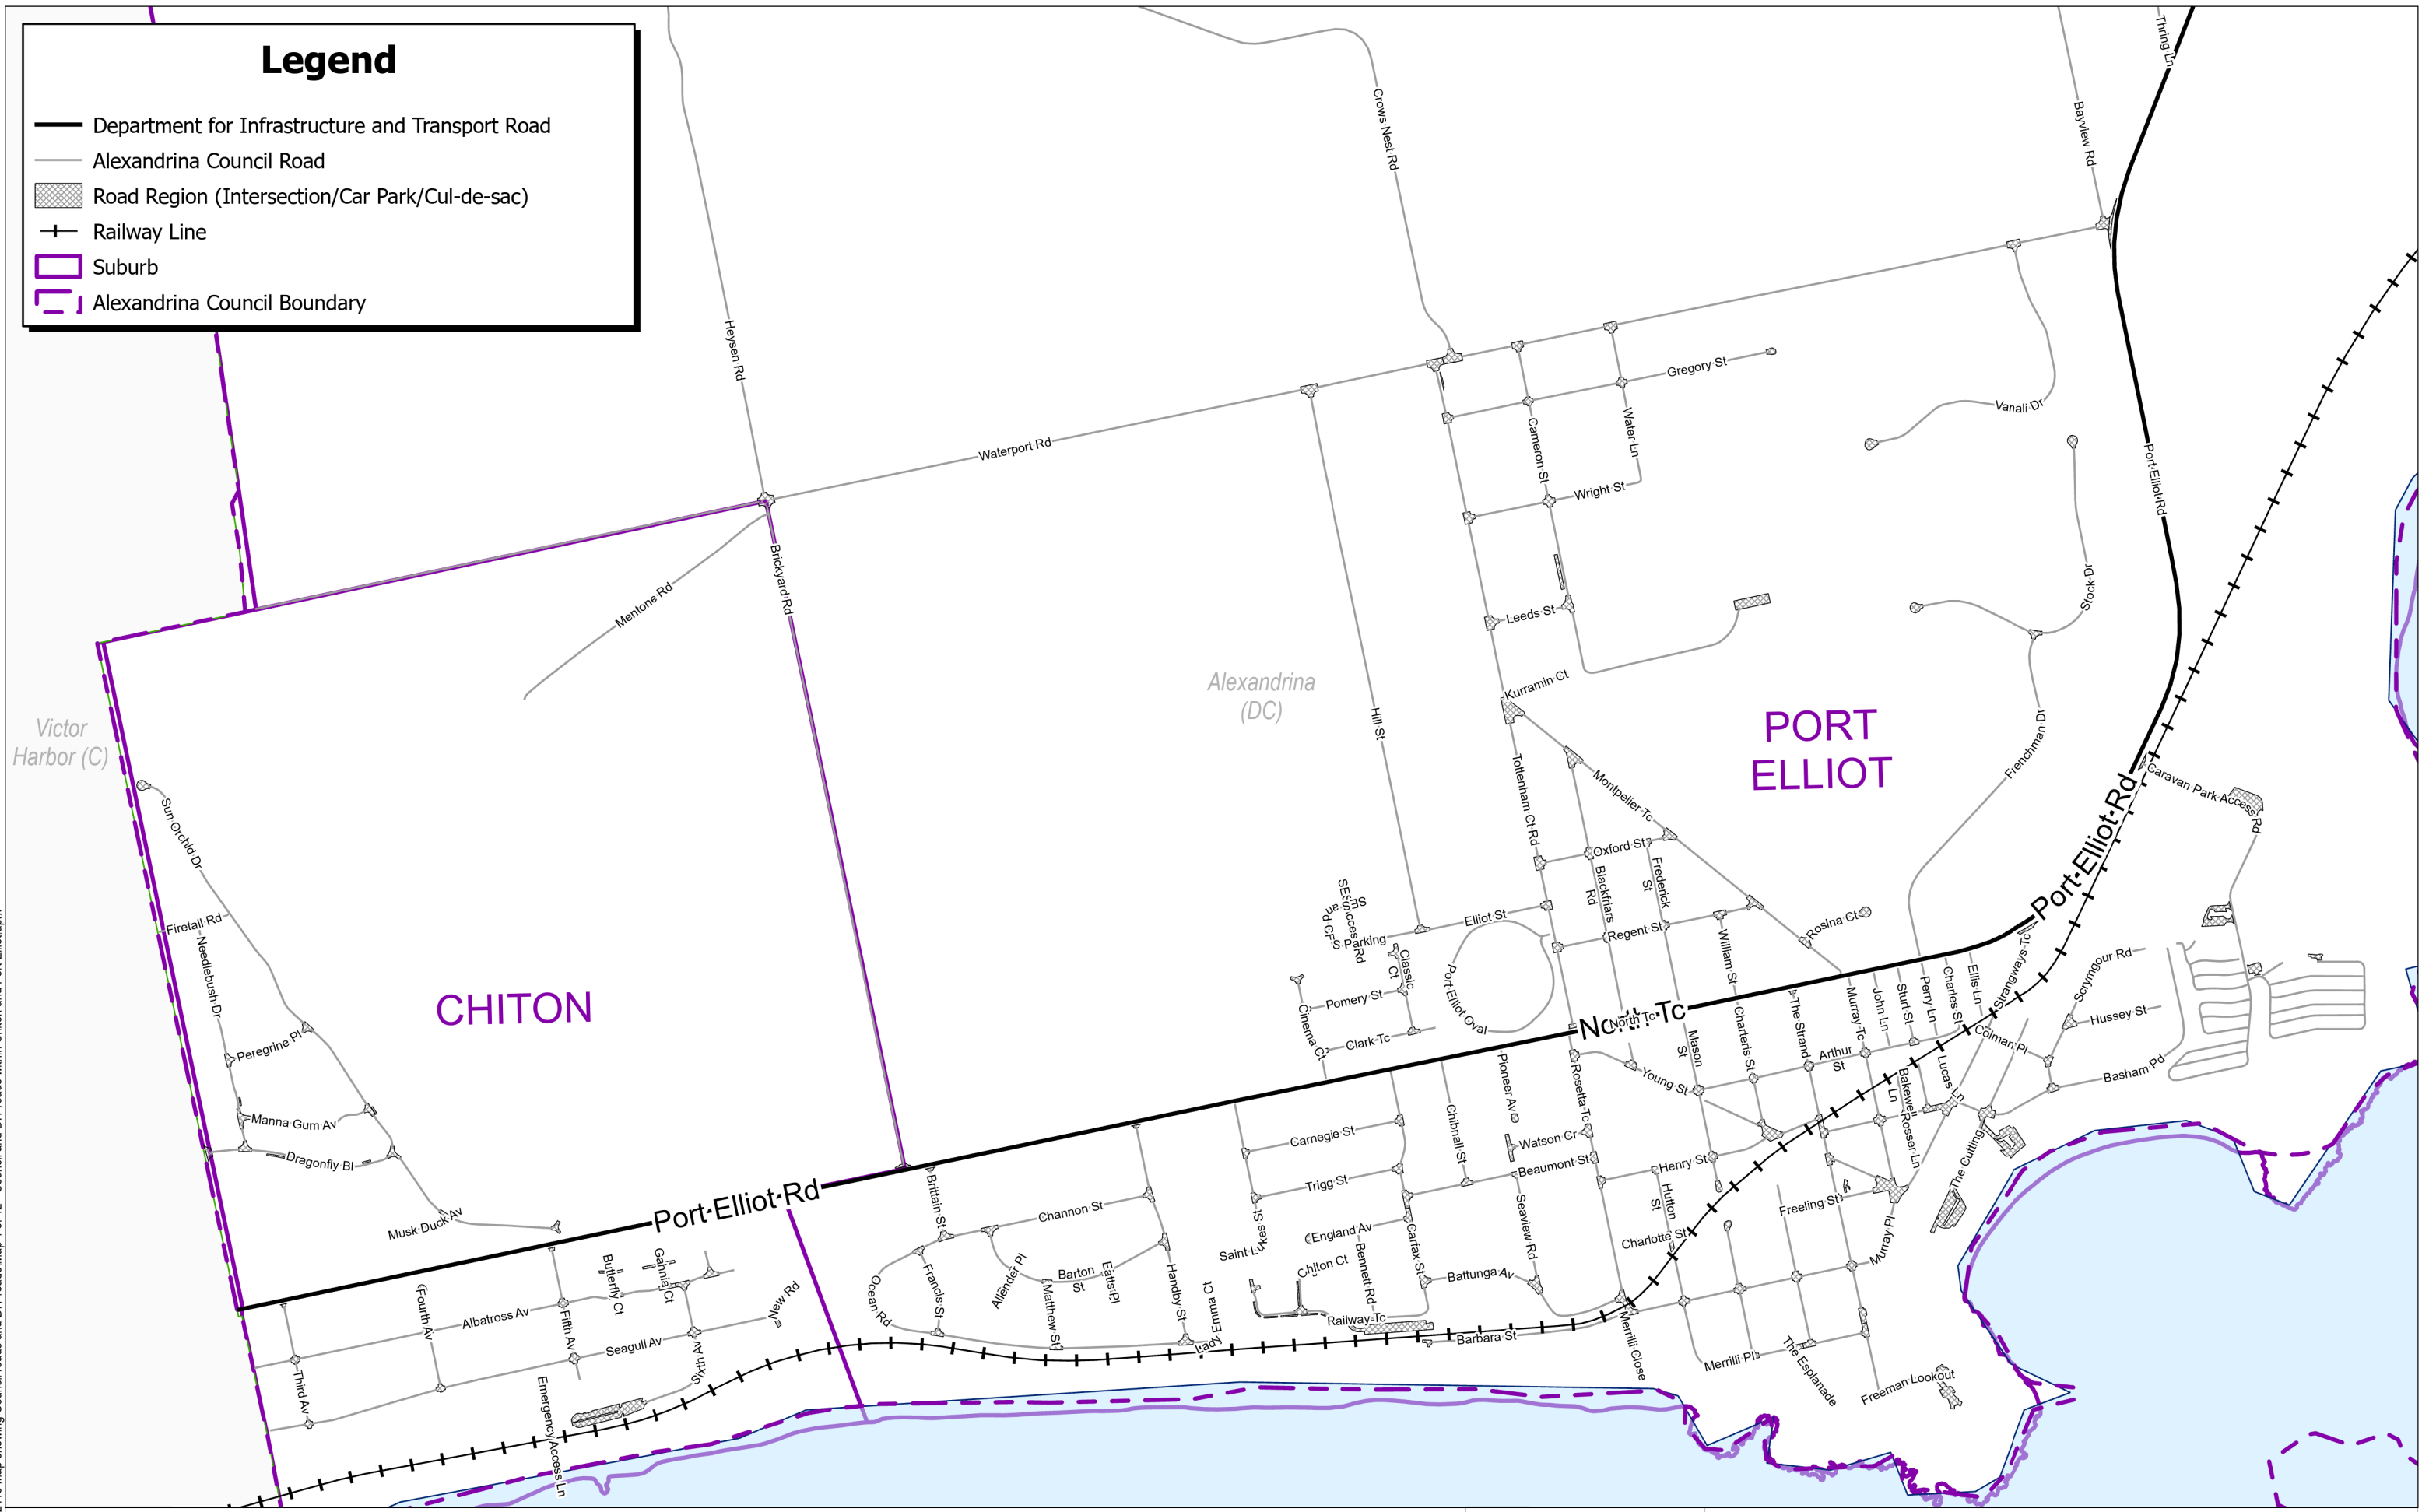 Legend
Department for Infrastructure and Transport Road
Alexandrina Council Road
Road Region (Intersection/Car Park/Cul-de-sac)
Railway Line
Suburb
Alexandrina Council Boundary
Thring Ln
Bayview Rd
Crows Nest Rd
Heysen Rd
Waterport Rd
Gregory St
Water Ln
Cameron St
Wright St
Vanali Dr
Port Elliot Rd
Brickyard Rd
Mentone Rd
Leeds St
Stock Dr
Kurramin Ct
Alexandrina
(DC)
Hill St
Victor
Harbor (C)
PORT
ELLIOT
Frenchman Dr
Tottenham Ct Rd
Montpelier Tc
Caravan Park Access Rd
Port Elliot Rd
Sun Orchid Dr
Oxford St
Blackfriars
Rd
Frederick
St
Firetail Rd
Needlebush Dr
Elliot St
Regent St
William St
Rosina Ct
S Parking
Classic
Ct
Port Elliot Oval
Pomery St
Cinema Ct
Clark Tc
CHITON
North Tc
North Tc
Charteris St
The Strand
Murray Tc
John Ln
Sturt St
Perry Ln
Charles St
Ellis Ln
Strangways Tc
Scrymgour Rd
Hussey St
Colman Pl
Basham Pd
Peregrine Pl
Manna Gum Av
Dragonfly Bl
Musk Duck Av
Mason
St
Arthur
St
Young St
Rosetta Tc
Pioneer Av
Chibnall St
Watson Cr
Beaumont St
Henry St
Bakewell
Ln
Lucas Ln
Rosser Ln
The Cutting
Port Elliot Rd
Brittain St
Channon St
Carnegie St
Trigg St
England Av
Carfax St
Seaview Rd
Hutton
St
Charlotte St
Freeling St
Murray Pl
Butterfly Ct
Gahnia Ct
Fourth Av
Albatross Av
Fifth Av
Seagull Av
Sixth Av
New Rd
Third Av
Emergency Access Ln
Ocean Rd
Francis St
Allender Pl
Barton
St
Matthew St
Eatts Pl
Handby St
Emma Ct
Chiton Ct
Bennett Rd
Battunga Av
Railway Tc
Barbara St
Merrilli Close
Merrilli Pl
The Esplanade
Freeman Lookout